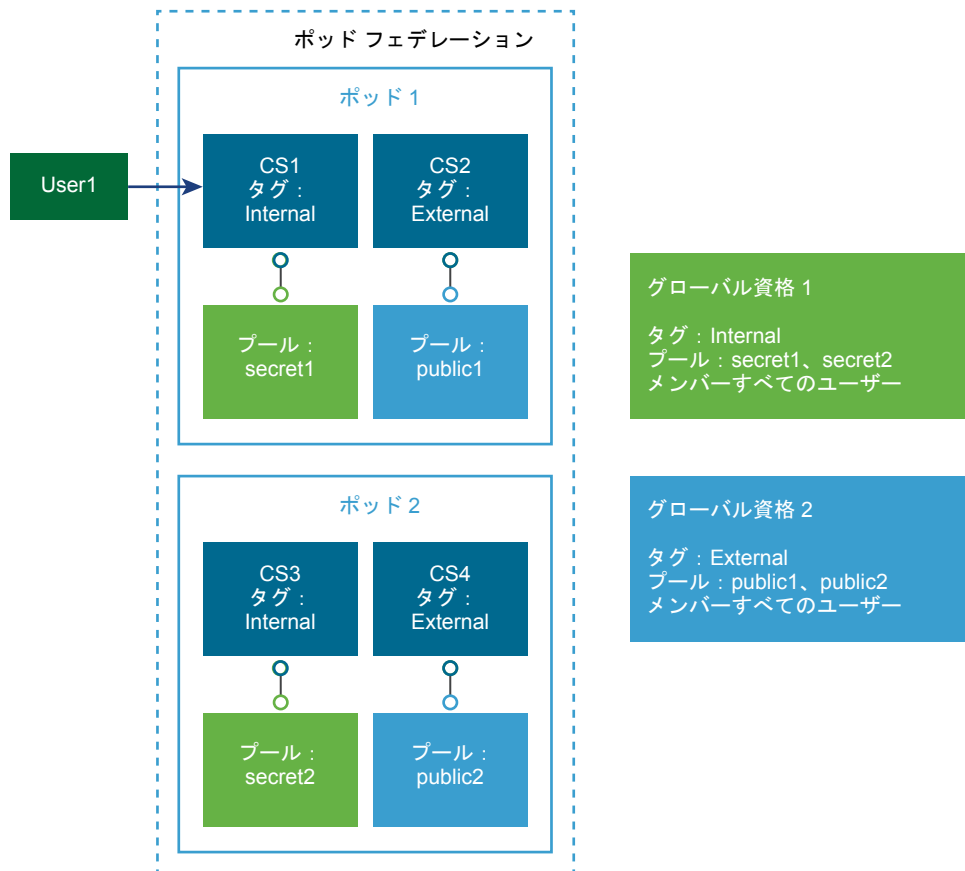 ポッド フェデレーション
ポッド 1
User1
CS1
タグ：
Internal
CS2
タグ：
External
プール：
secret1
プール：
public1
グローバル資格 1
タグ：Internal
プール：secret1、secret2
メンバーすべてのユーザー
ポッド 2
CS3
タグ：
Internal
CS4
タグ：
External
プール：
secret2
プール：
public2
グローバル資格 2
タグ：External
プール：public1、public2
メンバーすべてのユーザー